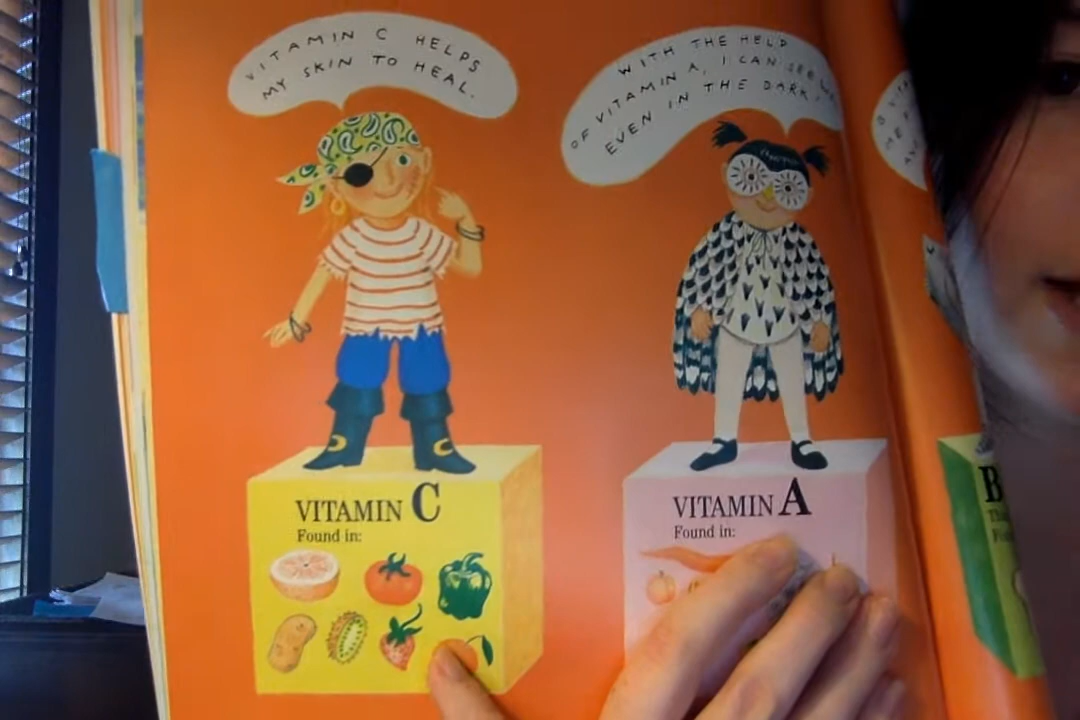 VITAMIN C HELPS
MY SKIN TO HEAL.
WITH THE HELP
OF VITAMIN A, I CAN SEE
EVEN IN THE DARK!
VITAMIN C
Found in:
VITAMIN A
Found in:
B